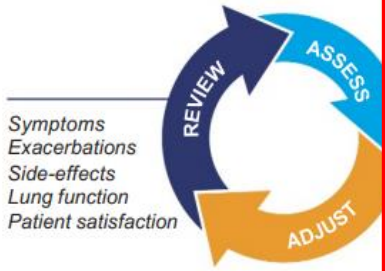 REVIEW
ASSESS
ADJUST
Symptoms
Exacerbations
Side-effects
Lung function
Patient satisfaction